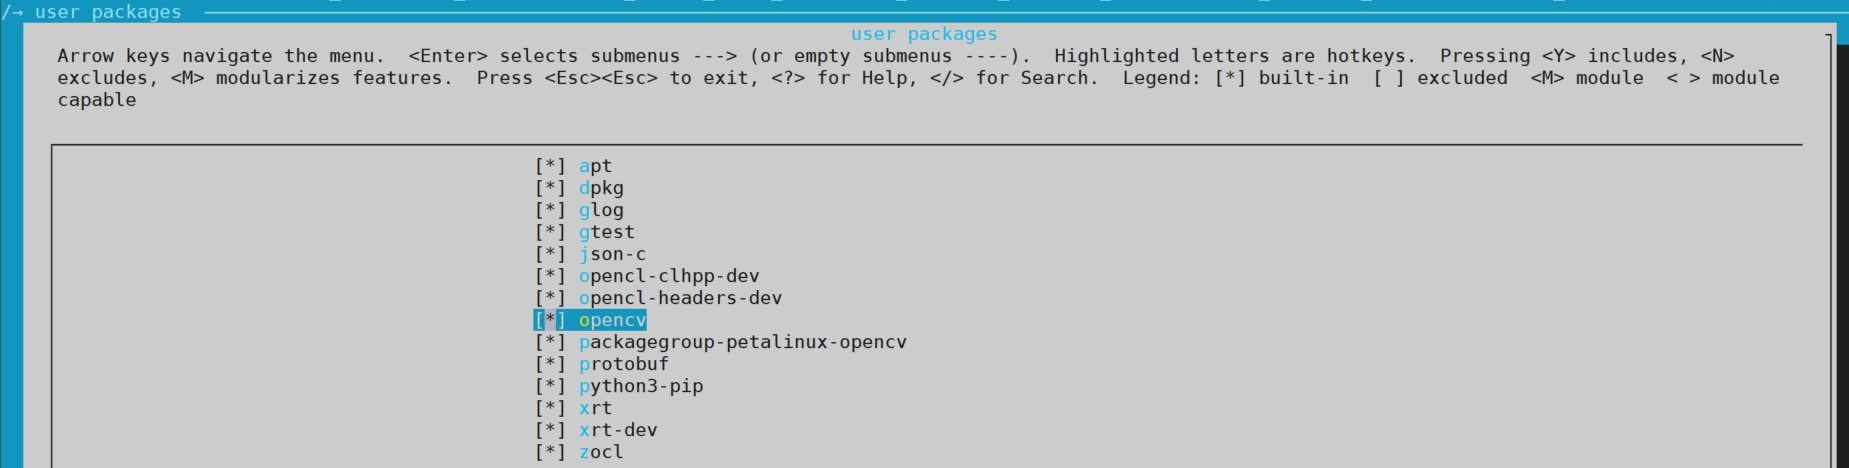 /→ user packages
user packages
Arrow keys navigate the menu.  <Enter> selects submenus ---> (or empty submenus ----).  Highlighted letters are hotkeys.  Pressing <Y> includes, <N>
excludes, <M> modularizes features.  Press <Esc><Esc> to exit, <?> for Help, </> for Search.  Legend: [*] built-in  [ ] excluded  <M> module  < > module
capable
[*] apt
[*] dpkg
[*] glog
[*] gtest
[*] json-c
[*] opencl-clhpp-dev
[*] opencl-headers-dev
[*] opencv
[*] packagegroup-petalinux-opencv
[*] protobuf
[*] python3-pip
[*] xrt
[*] xrt-dev
[*] zocl